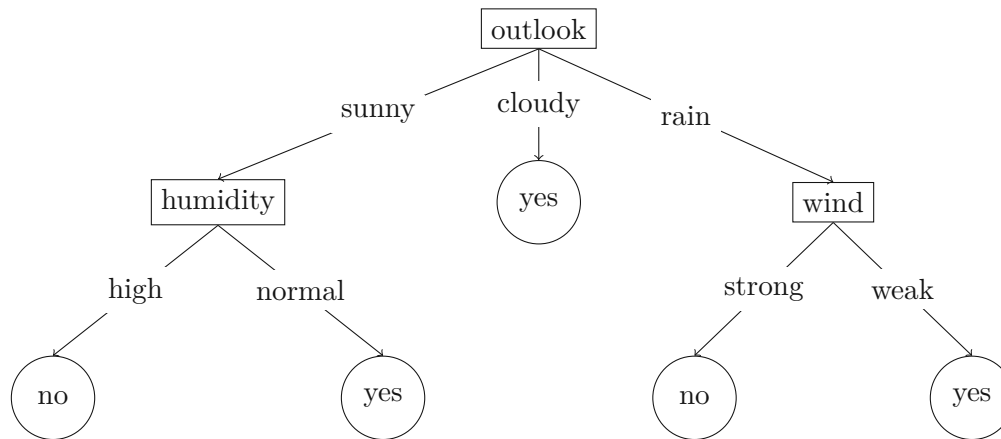 outlook
sunny cloudy rain
humidity yes wind
high normal strong weak
no yes no yes